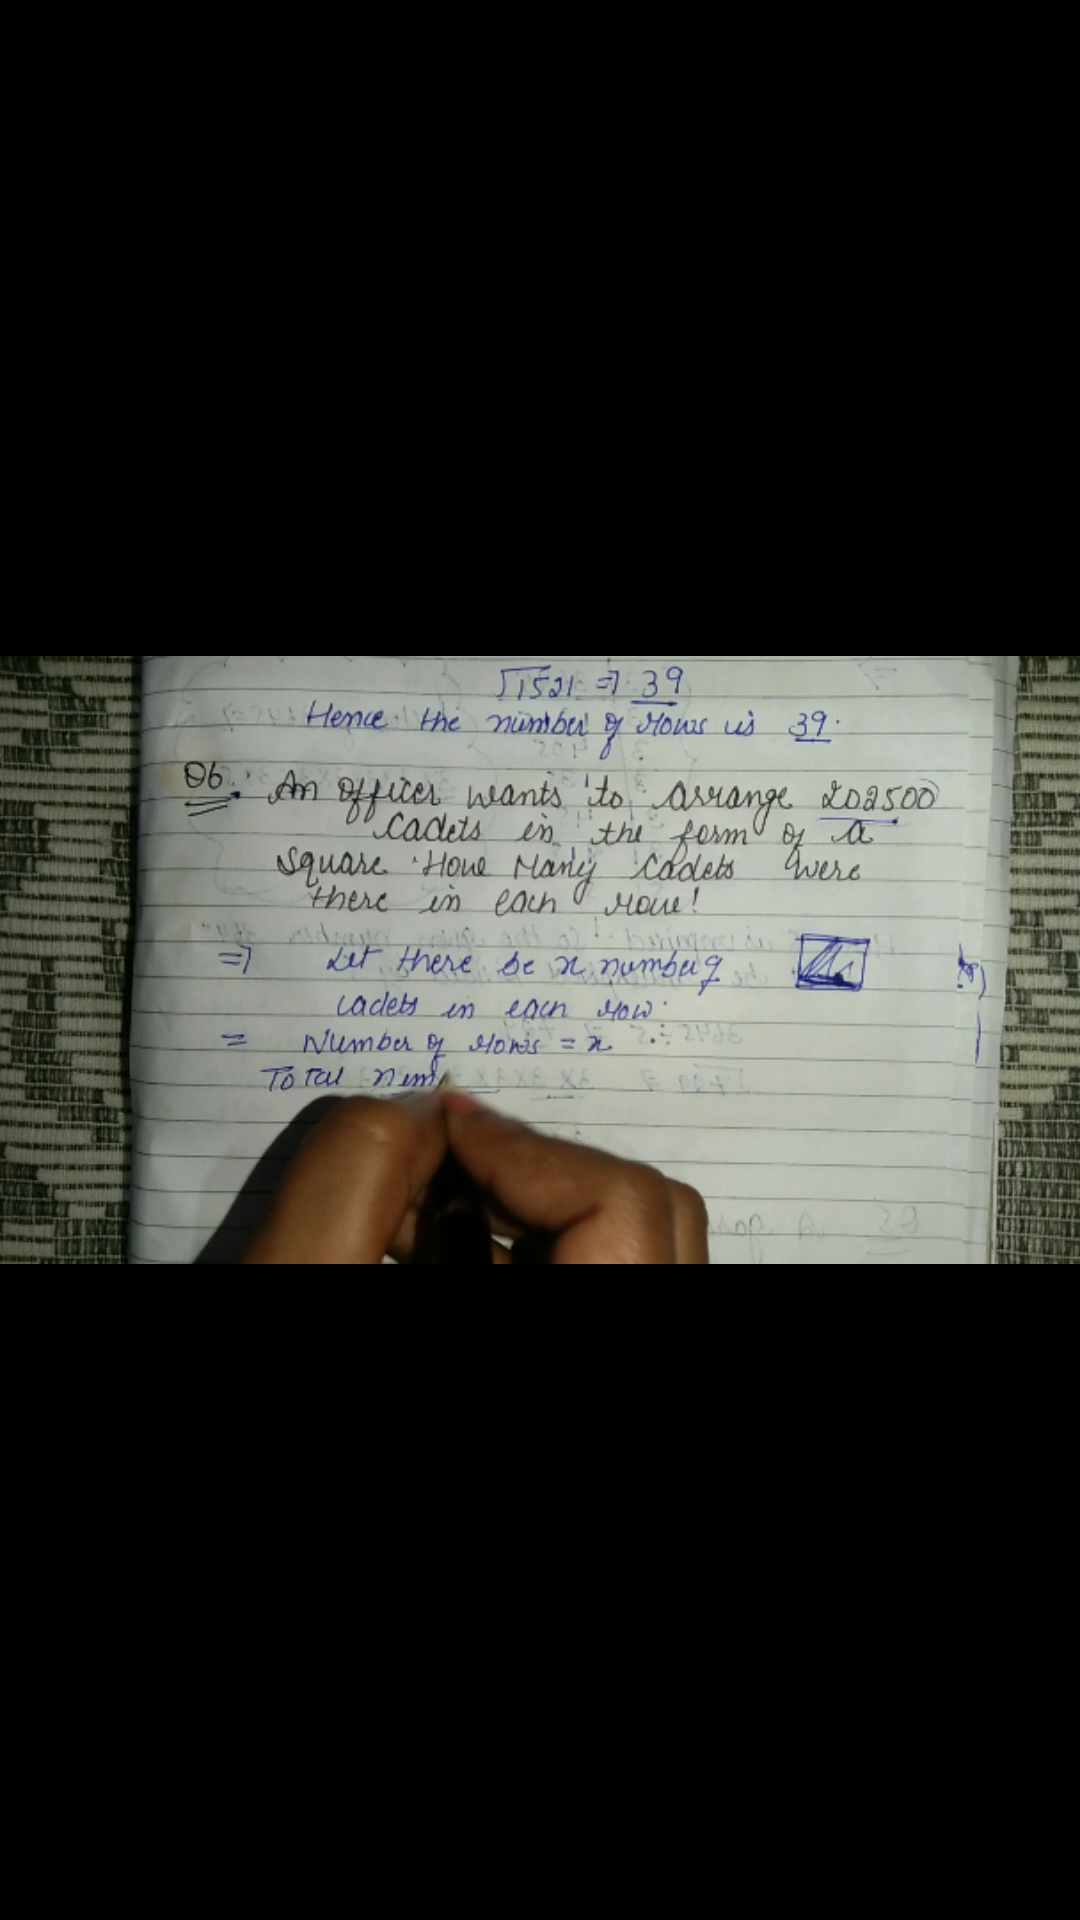 √1521 => 39
Hence the number of rows is 39.
Q6. An officer wants to arrange 202500
cadets in the form of a
square. How Many Cadets were
there in each row!
=> Let there be x number of
cadets in each row.
= Number of rows = x
Total num